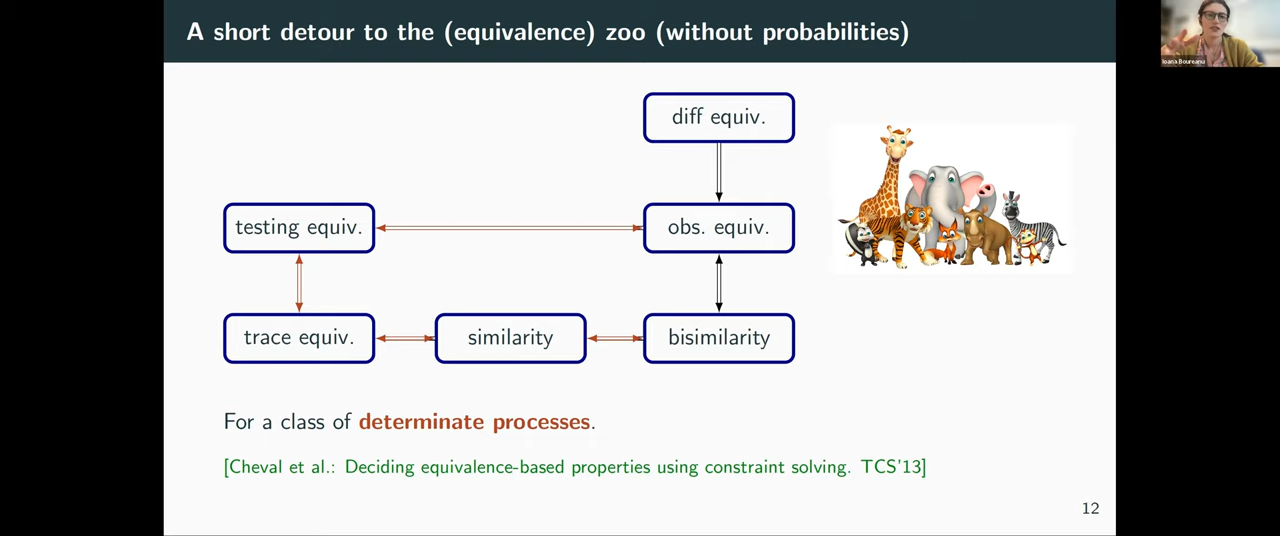 A short detour to the (equivalence) zoo (without probabilities)
Ioana Boureanu
diff equiv.
testing equiv.
obs. equiv.
trace equiv.
similarity
bisimilarity
For a class of determinate processes.
[Cheval et al.: Deciding equivalence-based properties using constraint solving. TCS'13]
12